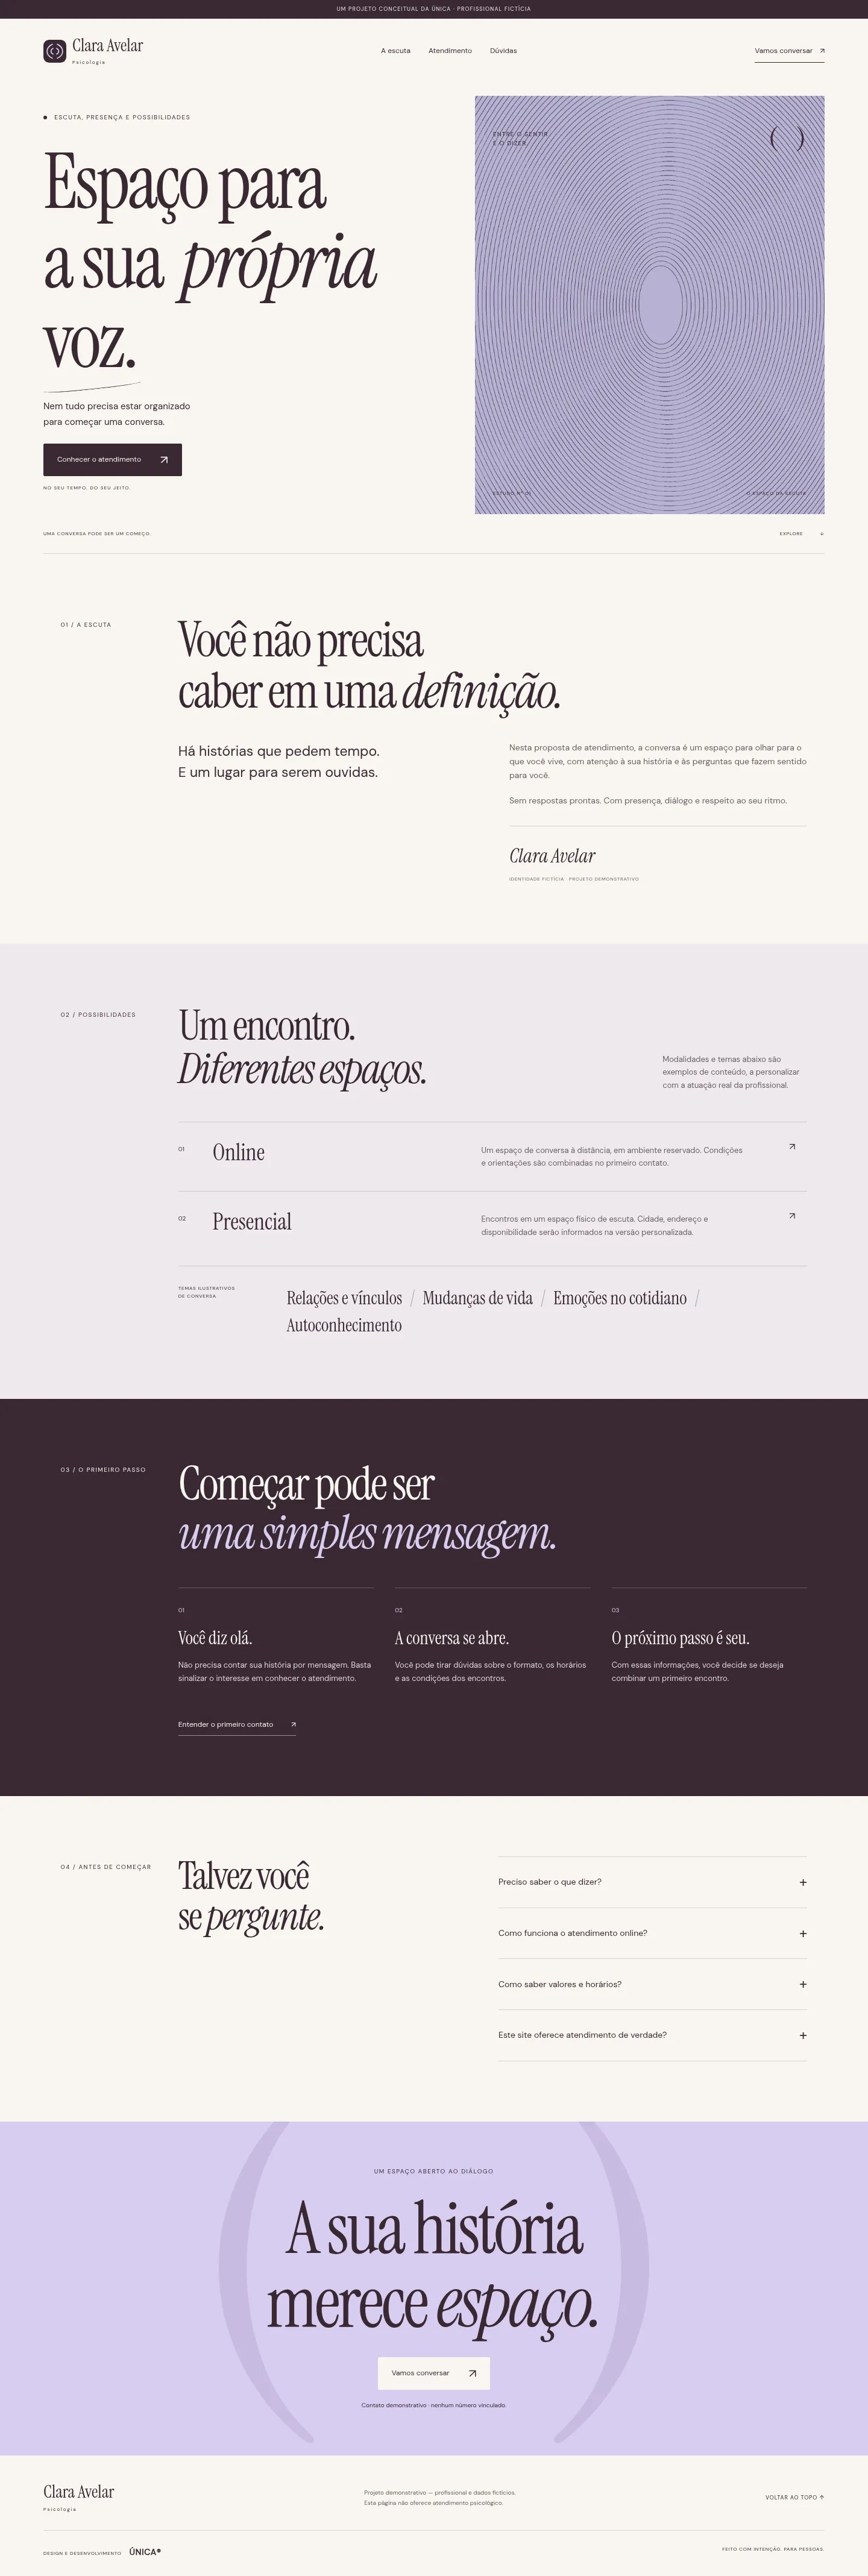 UM PROJETO CONCEITUAL DA ÚNICA · PROFISSIONAL FICTÍCIA
Clara Avelar
Psicologia
A escuta
Atendimento
Dúvidas
Vamos conversar
ESCUTA, PRESENÇA E POSSIBILIDADES
Espaço para
a sua própria
voz.
Nem tudo precisa estar organizado
para começar uma conversa.
Conhecer o atendimento
NO SEU TEMPO. DO SEU JEITO.
ENTRE O SENTIR
E O DIZER.
( )
ESTUDO Nº 01
O ESPAÇO DA ESCUTA
UMA CONVERSA PODE SER UM COMEÇO.
EXPLORE
01 / A ESCUTA
Você não precisa
caber em uma definição.
Há histórias que pedem tempo.
E um lugar para serem ouvidas.
Nesta proposta de atendimento, a conversa é um espaço para olhar para o
que você vive, com atenção à sua história e às perguntas que fazem sentido
para você.
Sem respostas prontas. Com presença, diálogo e respeito ao seu ritmo.
Clara Avelar
IDENTIDADE FICTÍCIA · PROJETO DEMONSTRATIVO
02 / POSSIBILIDADES
Um encontro.
Diferentes espaços.
Modalidades e temas abaixo são
exemplos de conteúdo, a personalizar
com a atuação real da profissional.
01
Online
Um espaço de conversa à distância, em ambiente reservado. Condições
e orientações são combinadas no primeiro contato.
02
Presencial
Encontros em um espaço físico de escuta. Cidade, endereço e
disponibilidade serão informados na versão personalizada.
TEMAS ILUSTRATIVOS
DE CONVERSA
Relações e vínculos / Mudanças de vida / Emoções no cotidiano /
Autoconhecimento
03 / O PRIMEIRO PASSO
Começar pode ser
uma simples mensagem.
01
Você diz olá.
Não precisa contar sua história por mensagem. Basta
sinalizar o interesse em conhecer o atendimento.
02
A conversa se abre.
Você pode tirar dúvidas sobre o formato, os horários
e as condições dos encontros.
03
O próximo passo é seu.
Com essas informações, você decide se deseja
combinar um primeiro encontro.
Entender o primeiro contato
04 / ANTES DE COMEÇAR
Talvez você
se pergunte.
Preciso saber o que dizer?
Como funciona o atendimento online?
Como saber valores e horários?
Este site oferece atendimento de verdade?
UM ESPAÇO ABERTO AO DIÁLOGO
A sua história
merece espaço.
Vamos conversar
Contato demonstrativo · nenhum número vinculado.
Clara Avelar
Psicologia
Projeto demonstrativo — profissional e dados fictícios.
Esta página não oferece atendimento psicológico.
VOLTAR AO TOPO ↑
DESIGN E DESENVOLVIMENTO ÚNICA®
FEITO COM INTENÇÃO. PARA PESSOAS.